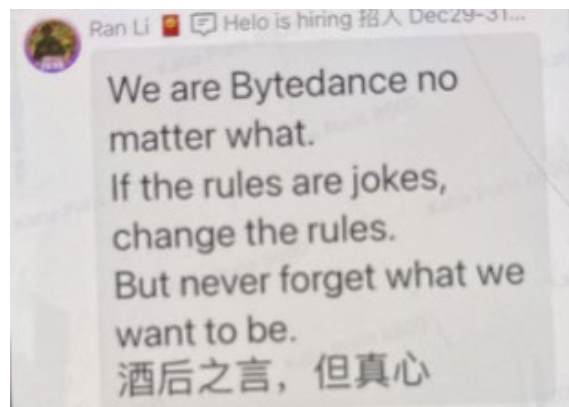 Ran Li 🧧 Helo is hiring 招人 Dec29-31...
We are Bytedance no
matter what.
If the rules are jokes,
change the rules.
But never forget what we
want to be.
酒后之言，但真心